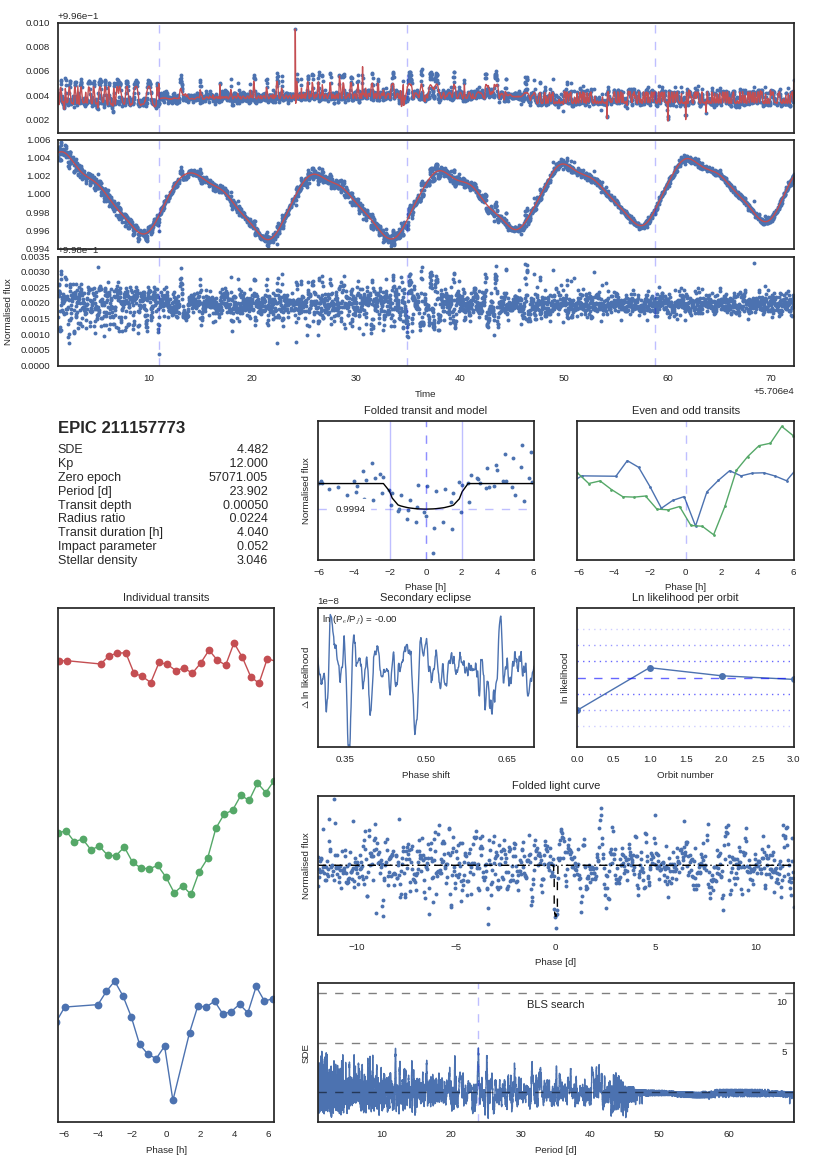 +9.96e−1
0.010
0.008
0.006
0.004
0.002
1.006
1.004
1.002
1.000
0.998
0.996
0.994
+9.98e−1
0.0035
0.0030
0.0025
0.0020
0.0015
0.0010
0.0005
0.0000
Normalised flux
10 20 30 40 50 60 70
Time
+5.706e4
EPIC 211157773
SDE 4.482
Kp 12.000
Zero epoch 57071.005
Period [d] 23.902
Transit depth 0.00050
Radius ratio 0.0224
Transit duration [h] 4.040
Impact parameter 0.052
Stellar density 3.046
Folded transit and model
Normalised flux
0.9994
−6 −4 −2 0 2 4 6
Phase [h]
Even and odd transits
−6 −4 −2 0 2 4 6
Phase [h]
Individual transits
−6 −4 −2 0 2 4 6
Phase [h]
Secondary eclipse
1e−8
Δ ln likelihood
0.35 0.50 0.65
Phase shift
Ln likelihood per orbit
ln likelihood
0.0 0.5 1.0 1.5 2.0 2.5 3.0
Orbit number
Folded light curve
Normalised flux
−10 −5 0 5 10
Phase [d]
BLS search
10
5
SDE
10 20 30 40 50 60
Period [d]